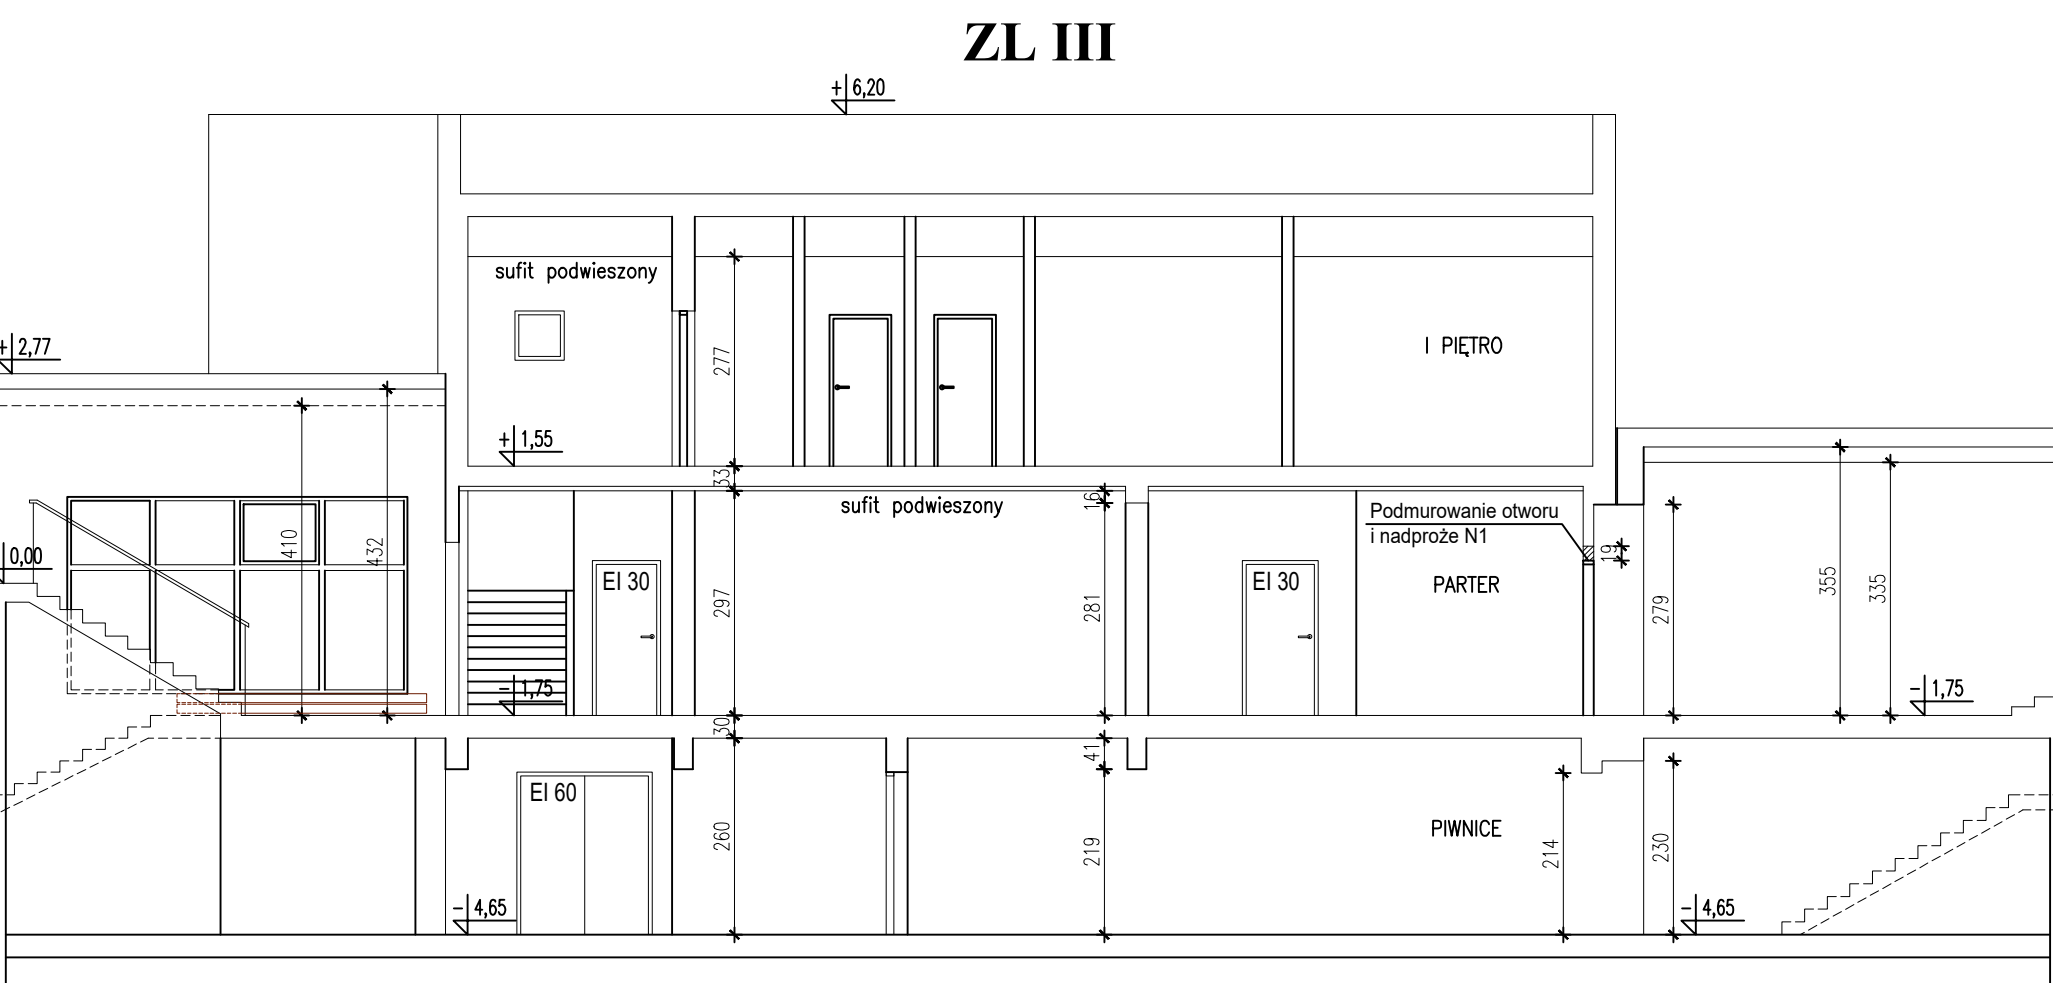 ZL III
+ 6,20
sufit podwieszony
+ 2,77
277
I PIĘTRO
+ 1,55
33
sufit podwieszony
16
Podmurowanie otworu
i nadproże N1
410
432
0,00
19
EI 30
EI 30
PARTER
355
335
297
281
279
- 1,75
- 1,75
30
41
EI 60
PIWNICE
260
219
214
230
- 4,65
- 4,65